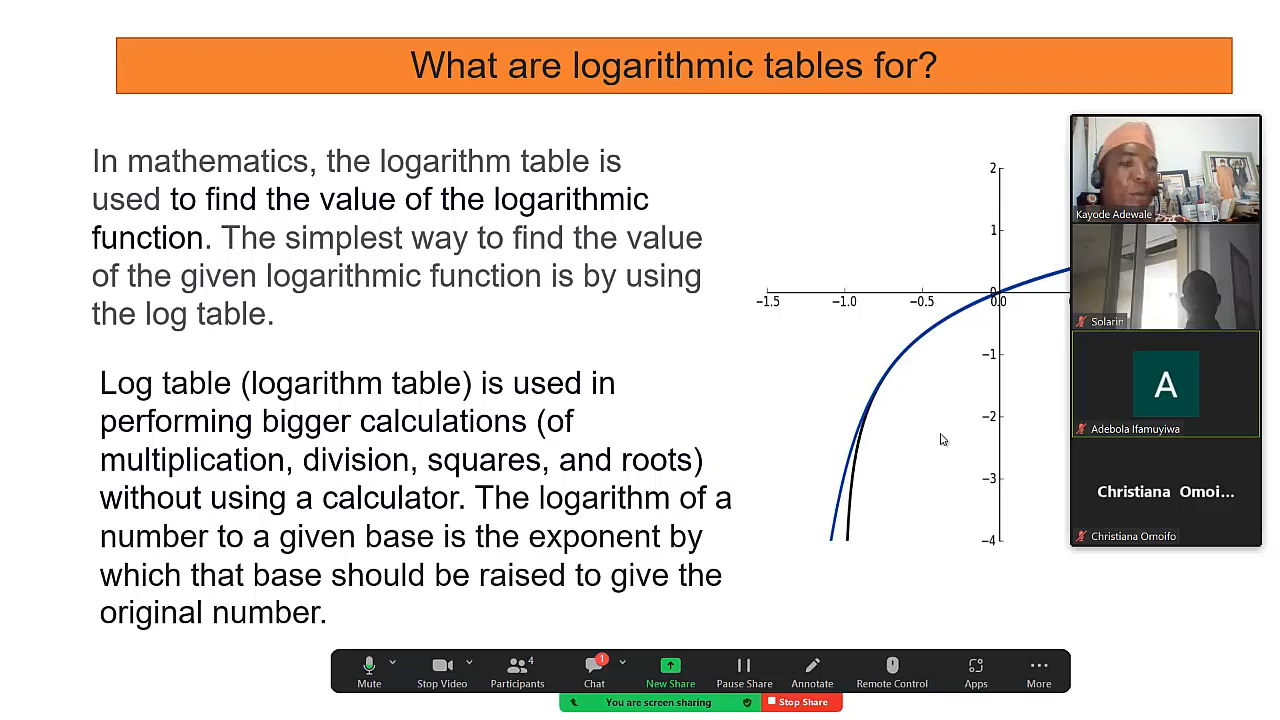 What are logarithmic tables for?
In mathematics, the logarithm table is
used to find the value of the logarithmic
function. The simplest way to find the value
of the given logarithmic function is by using
the log table.
Log table (logarithm table) is used in
performing bigger calculations (of
multiplication, division, squares, and roots)
without using a calculator. The logarithm of a
number to a given base is the exponent by
which that base should be raised to give the
original number.
2
1
0
−1.5 −1.0 −0.5 0.0
−1
−2
−3
−4
Kayode Adewale
Solarin
A
Adebola Ifamuyiwa
Christiana Omoi...
Christiana Omoifo
4
1
Mute Stop Video Participants Chat New Share Pause Share Annotate Remote Control Apps More
You are screen sharing Stop Share